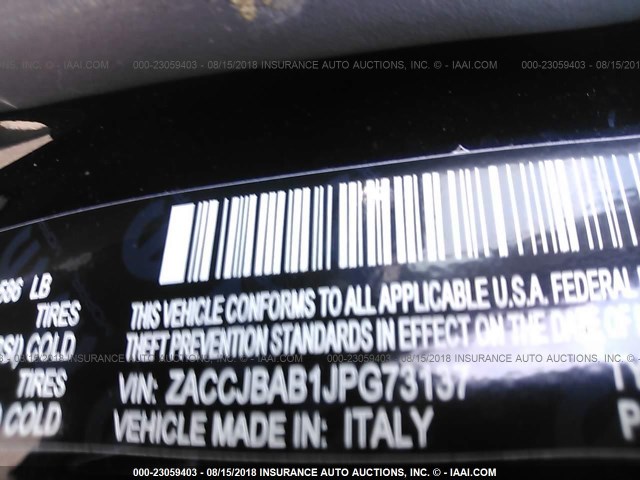 000-23059403 - 08/15/2018 INSURANCE AUTO AUCTIONS, INC. © - IAAI.COM
586 LB
TIRES
SI) COLD
TIRES
) COLD
THIS VEHICLE CONFORMS TO ALL APPLICABLE U.S.A. FEDERAL
THEFT PREVENTION STANDARDS IN EFFECT ON THE DATE OF
VIN: ZACCJBAB1JPG73137
VEHICLE MADE IN: ITALY
000-23059403 - 08/15/2018 INSURANCE AUTO AUCTIONS, INC. © - IAAI.COM